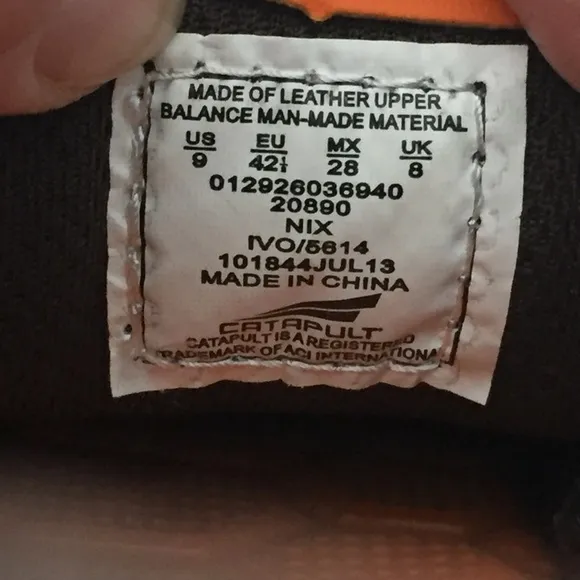 MADE OF LEATHER UPPER
BALANCE MAN-MADE MATERIAL
US EU MX UK
9 42½ 28 8
012926036940
20890
NIX
IVO/5614
101844JUL13
MADE IN CHINA
CATAPULT
CATAPULT IS A REGISTERED
TRADEMARK OF ACI INTERNATIONAL